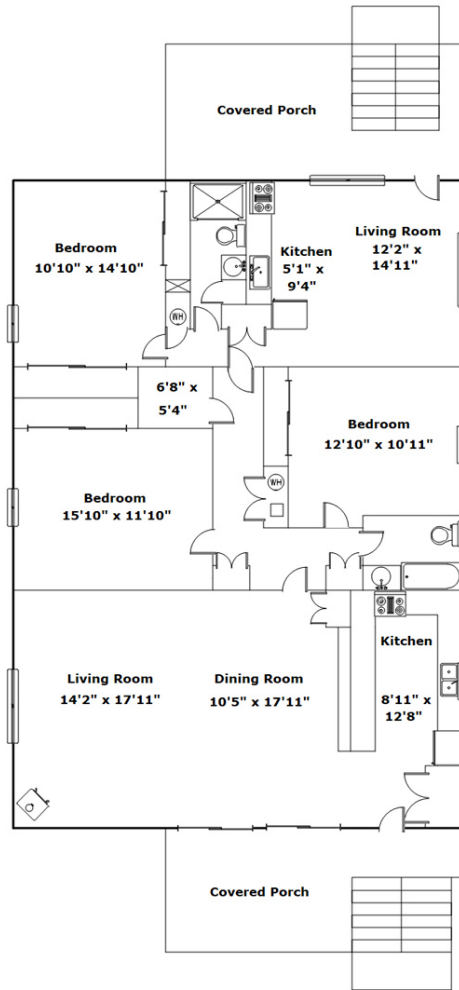 Covered Porch
Living Room
12'2" x
14'11"
Bedroom
10'10" x 14'10"
Kitchen
5'1" x
9'4"
WH
6'8" x
5'4"
Bedroom
12'10" x 10'11"
WH
Bedroom
15'10" x 11'10"
Kitchen
8'11" x
12'8"
Living Room
14'2" x 17'11"
Dining Room
10'5" x 17'11"
Covered Porch